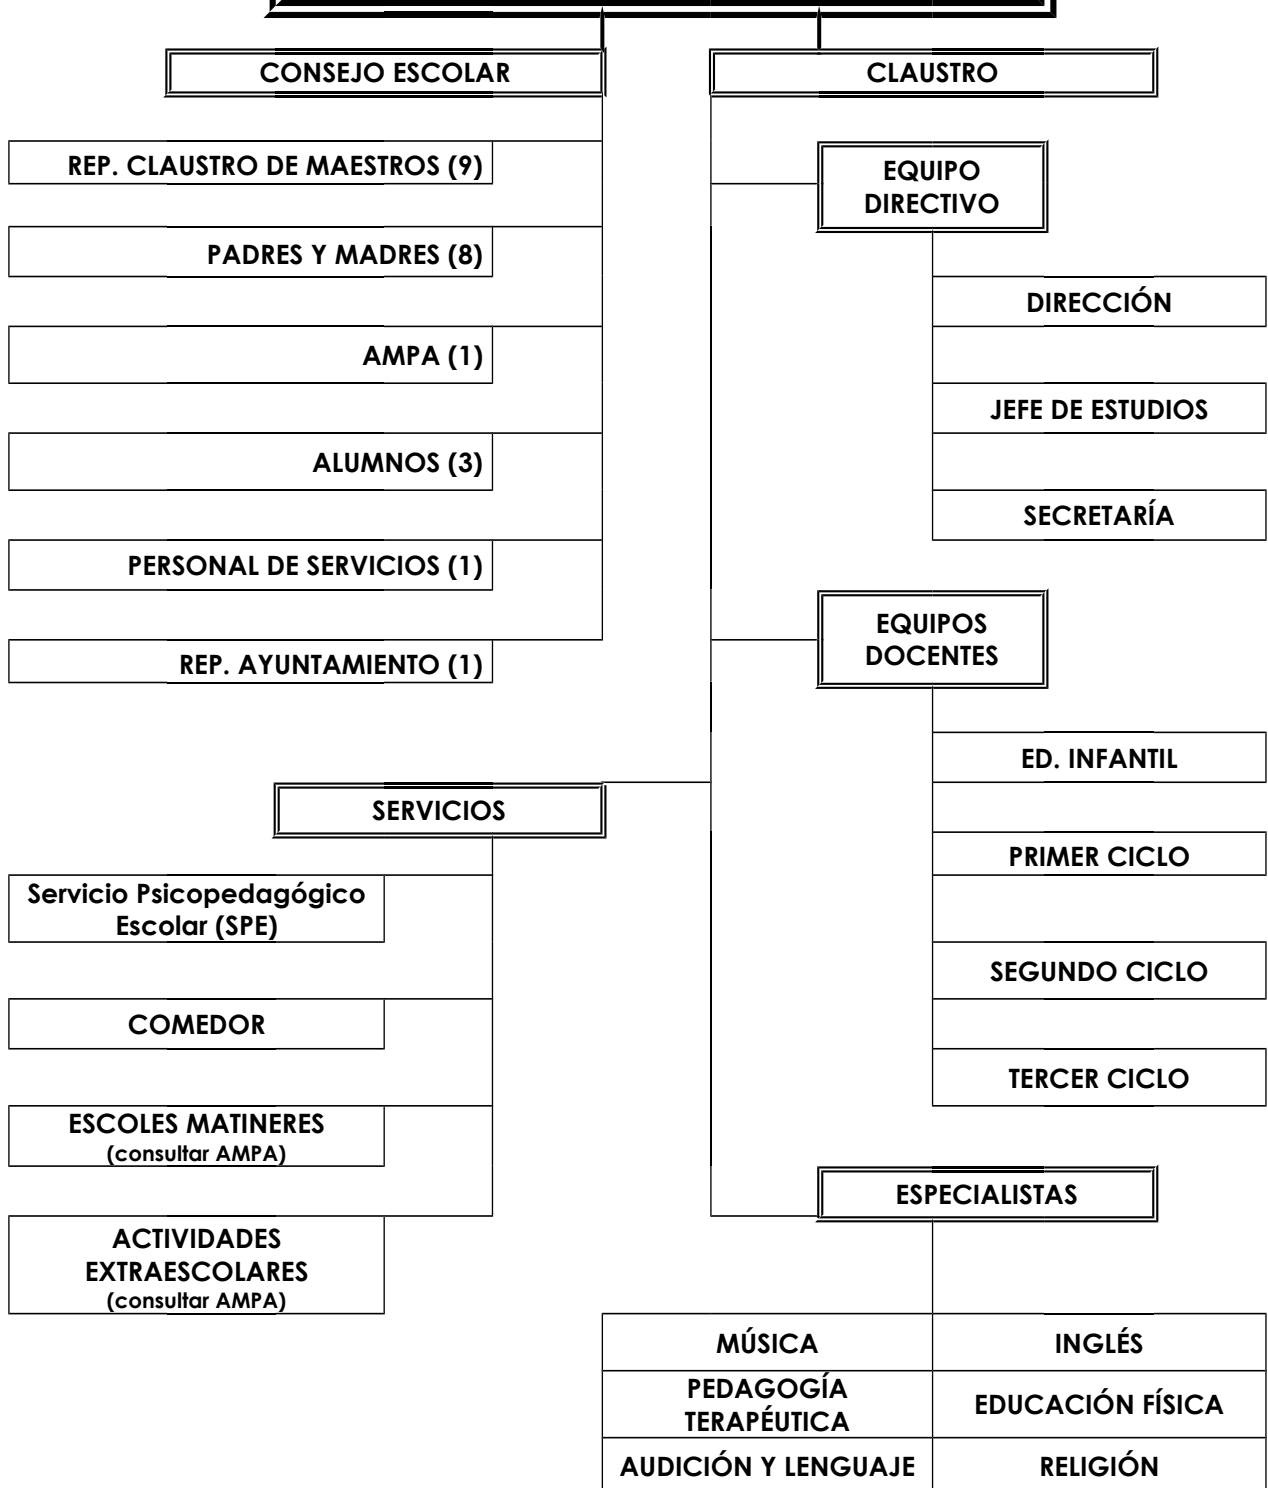 CONSEJO ESCOLAR
CLAUSTRO
REP. CLAUSTRO DE MAESTROS (9)
PADRES Y MADRES (8)
AMPA (1)
ALUMNOS (3)
PERSONAL DE SERVICIOS (1)
REP. AYUNTAMIENTO (1)
EQUIPO
DIRECTIVO
DIRECCIÓN
JEFE DE ESTUDIOS
SECRETARÍA
EQUIPOS
DOCENTES
ED. INFANTIL
PRIMER CICLO
SEGUNDO CICLO
TERCER CICLO
SERVICIOS
Servicio Psicopedagógico
Escolar (SPE)
COMEDOR
ESCOLES MATINERES
(consultar AMPA)
ACTIVIDADES
EXTRAESCOLARES
(consultar AMPA)
ESPECIALISTAS
MÚSICA
INGLÉS
PEDAGOGÍA
TERAPÉUTICA
EDUCACIÓN FÍSICA
AUDICIÓN Y LENGUAJE
RELIGIÓN